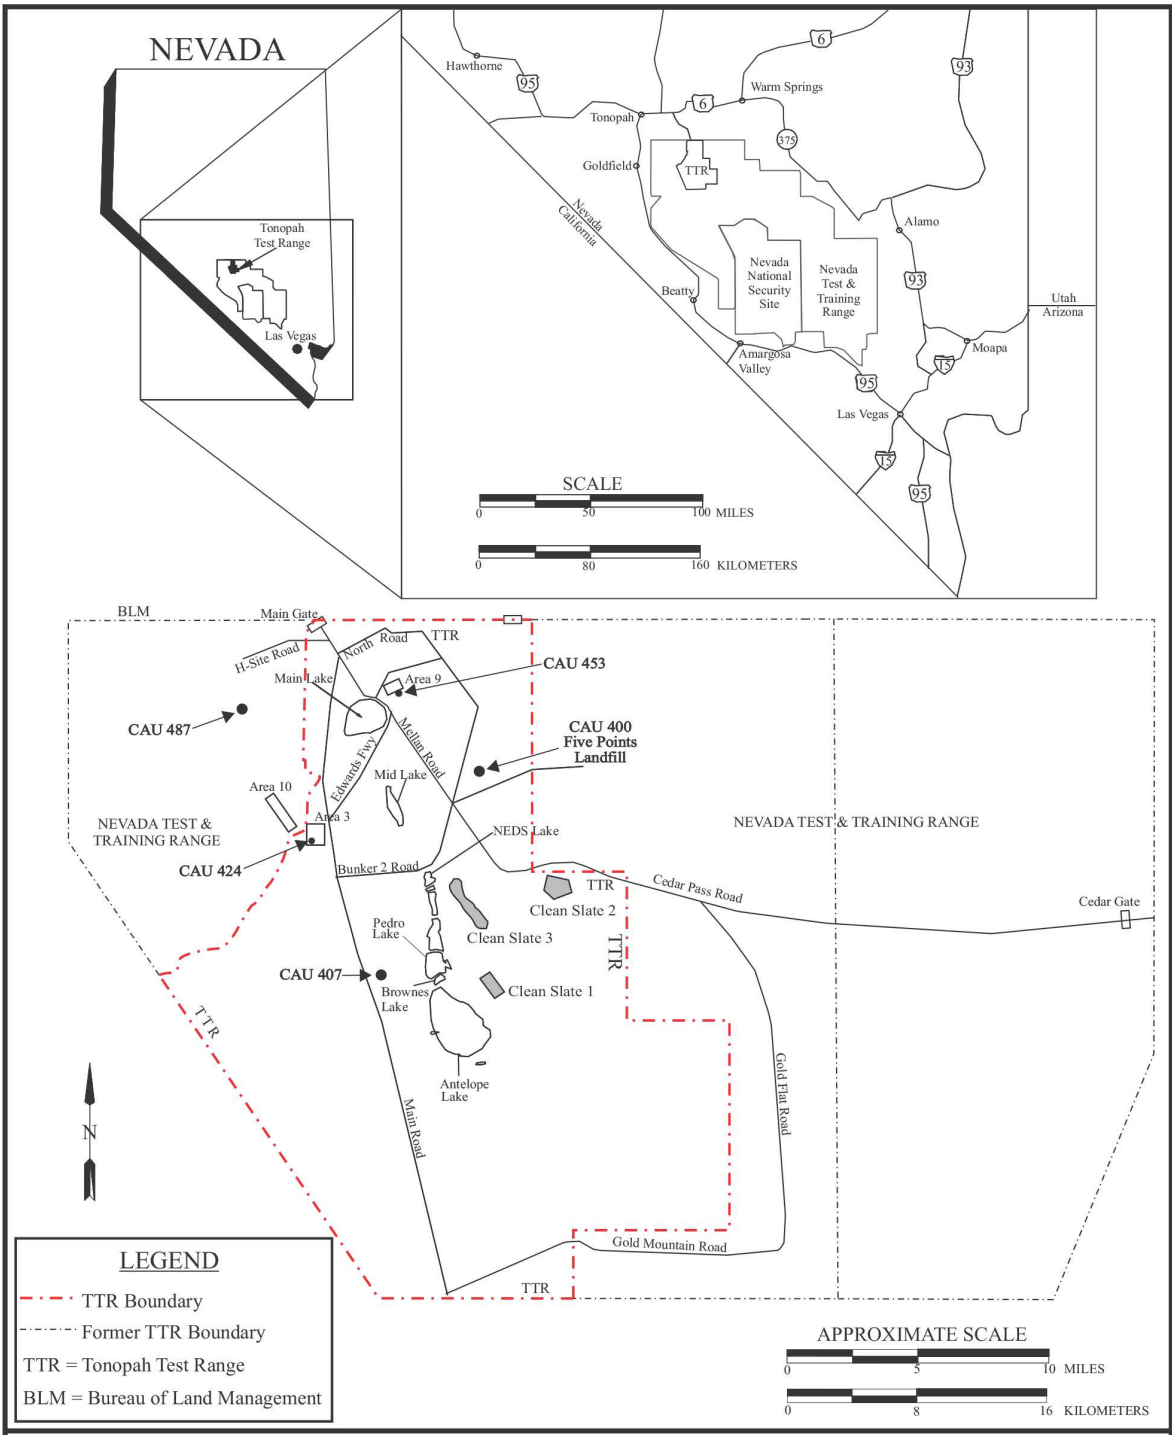 NEVADA
Tonopah
Test Range
Las Vegas
Hawthorne
95
6
93
Warm Springs
Tonopah
6
375
Goldfield
TTR
Nevada
California
Alamo
Nevada
National
Security
Site
Nevada
Test &
Training
Range
93
Beatty
Utah
Arizona
Amargosa
Valley
Moapa
15
95
Las Vegas
15
95
SCALE
0 50 100 MILES
0 80 160 KILOMETERS
BLM
Main Gate
North Road
TTR
H-Site Road
Main Lake
Area 9
CAU 453
CAU 487
CAU 400
Five Points
Landfill
Mellan Road
Edwards Fwy
Mid Lake
Area 10
Area 3
NEVADA TEST &
TRAINING RANGE
NEDS Lake
NEVADA TEST & TRAINING RANGE
CAU 424
Bunker 2 Road
TTR
Cedar Pass Road
Cedar Gate
Clean Slate 2
Pedro
Lake
Clean Slate 3
TTR
CAU 407
Brownes
Lake
Clean Slate 1
TTR
Antelope
Lake
Gold Flat Road
Main Road
N
Gold Mountain Road
TTR
LEGEND
TTR Boundary
Former TTR Boundary
TTR = Tonopah Test Range
BLM = Bureau of Land Management
APPROXIMATE SCALE
0 5 10 MILES
0 8 16 KILOMETERS